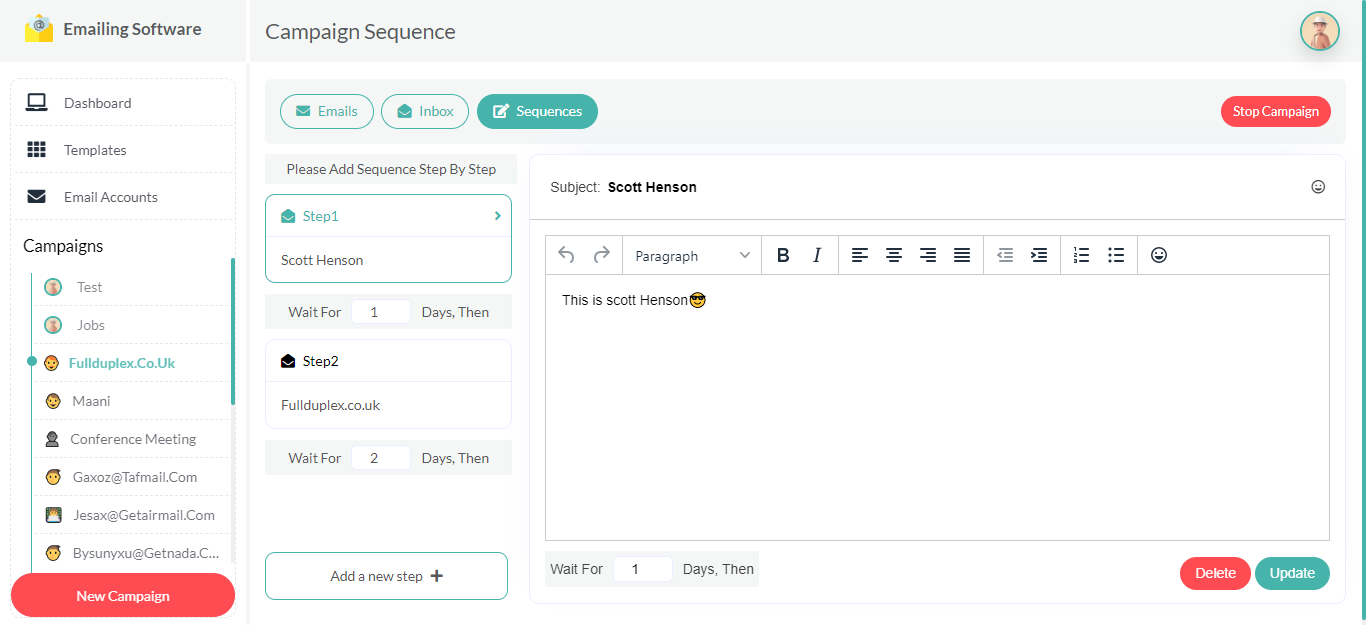 Emailing Software
Campaign Sequence
Dashboard
Templates
Email Accounts
Campaigns
Test
Jobs
Fullduplex.Co.Uk
Maani
Conference Meeting
Gaxoz@Tafmail.Com
Jesax@Getairmail.Com
Bysunyxu@Getnada.C...
New Campaign
Emails Inbox Sequences Stop Campaign
Please Add Sequence Step By Step
Step1
Scott Henson
Wait For 1 Days, Then
Step2
Fullduplex.co.uk
Wait For 2 Days, Then
Add a new step
Subject: Scott Henson
Paragraph B I
This is scott Henson😎
Wait For 1 Days, Then
Delete Update